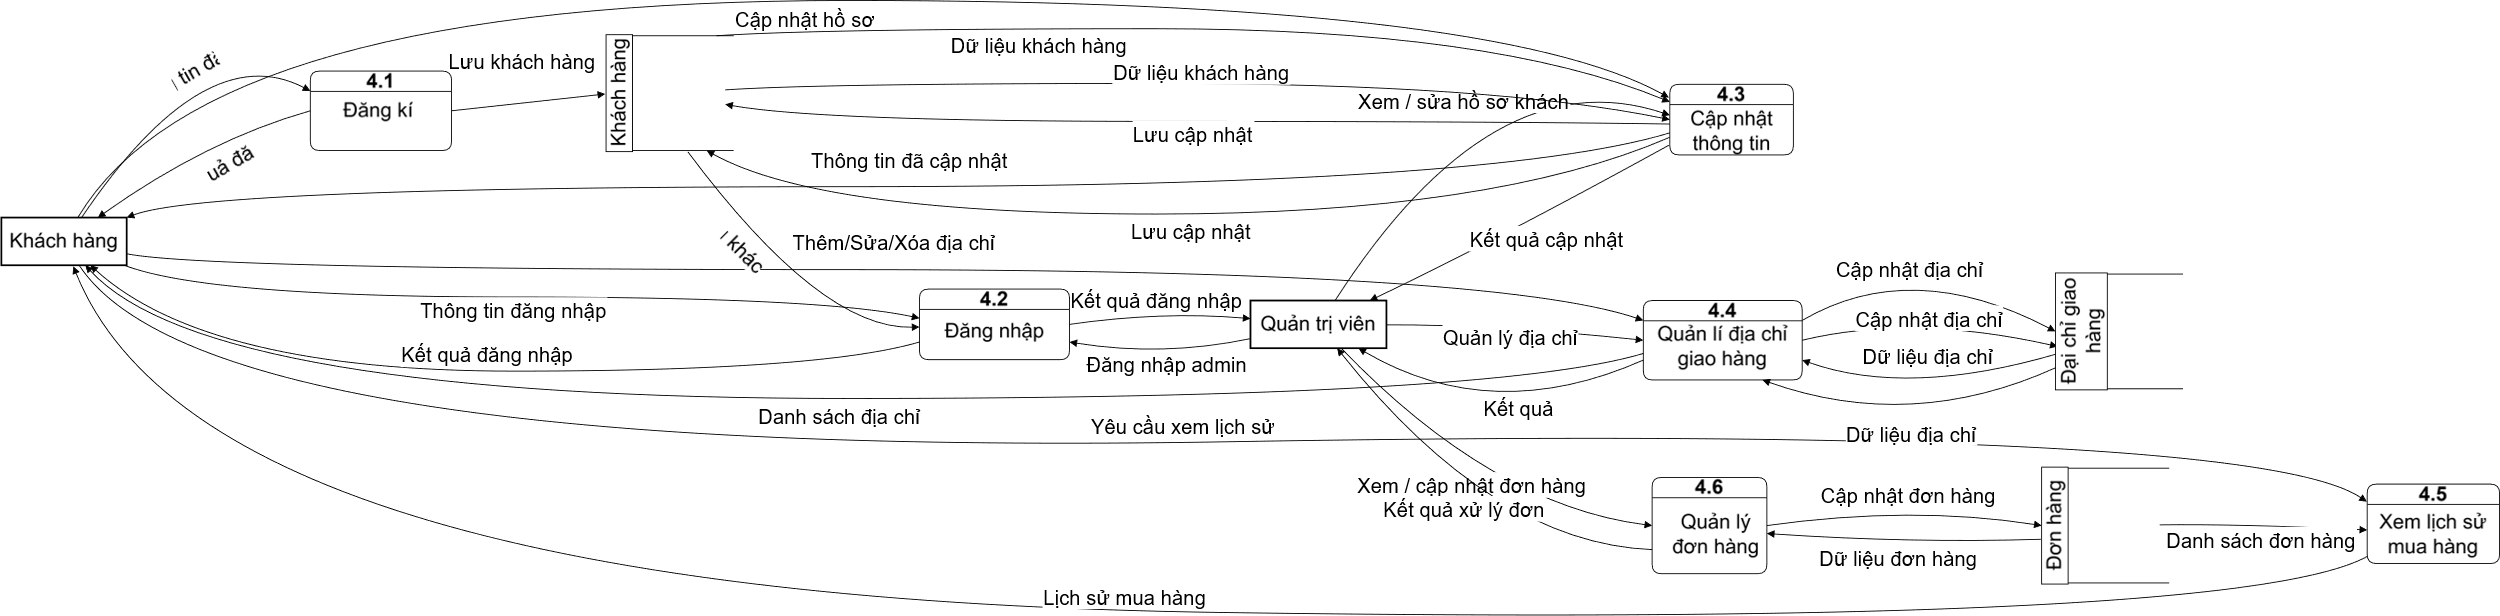 Cập nhật hồ sơ
Dữ liệu khách hàng
tin đ
Lưu khách hàng
Khách hàng
Dữ liệu khách hàng
4.1
Đăng kí
Xem / sửa hồ sơ khách
4.3
Cập nhật
thông tin
Lưu cập nhật
uả đã
Thông tin đã cập nhật
Khách hàng
Lưu cập nhật
Kết quả cập nhật
khác
Thêm/Sửa/Xóa địa chỉ
Cập nhật địa chỉ
Thông tin đăng nhập
4.2
Đăng nhập
Kết quả đăng nhập
Quản trị viên
Quản lý địa chỉ
4.4
Quản lí địa chỉ
giao hàng
Cập nhật địa chỉ
Dữ liệu địa chỉ
Đại chỉ giao
hàng
Kết quả đăng nhập
Đăng nhập admin
Kết quả
Danh sách địa chỉ
Yêu cầu xem lịch sử
Dữ liệu địa chỉ
Xem / cập nhật đơn hàng
Kết quả xử lý đơn
4.6
Quản lý
đơn hàng
Cập nhật đơn hàng
Dữ liệu đơn hàng
Đơn hàng
Danh sách đơn hàng
4.5
Xem lịch sử
mua hàng
Lịch sử mua hàng